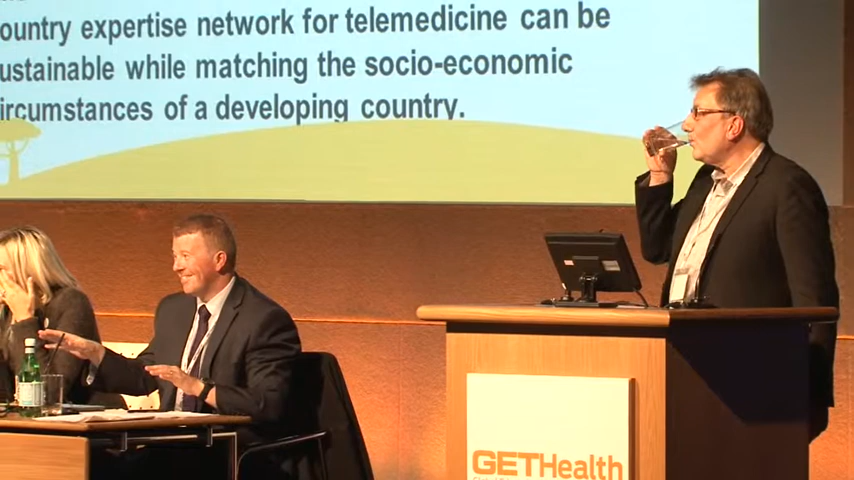 ountry expertise network for telemedicine can be
ustainable while matching the socio-economic
ircumstances of a developing country.
GETHealth